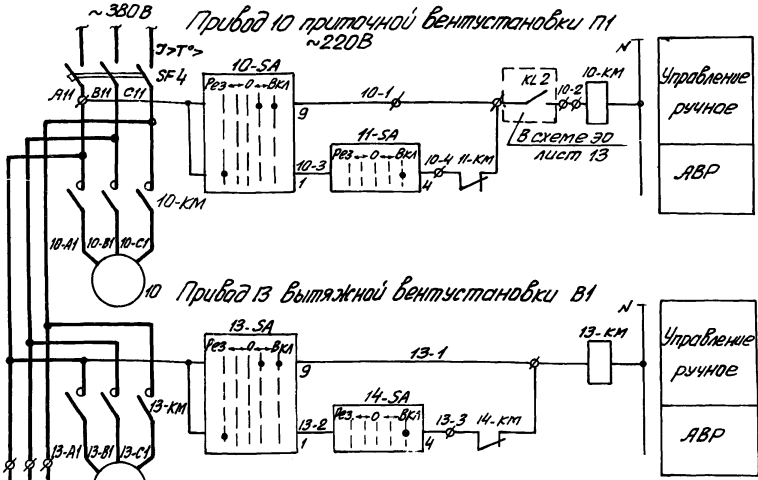 ~380В
Привод 10 приточной вентустановки П1
~220В
I>T°>
SF4
A11 B11 C11
10-SA
Рез ↔ 0 ↔ Вкл
9
1
10-1
10-3
11-SA
Рез ↔ 0 ↔ Вкл
4
10-4
11-KM
KL2
В схеме ЭО
лист 13
10-2
10-KM
N
Управление
ручное
АВР
10-KM
10-A1 10-B1 10-C1
10
Привод 13 вытяжной вентустановки В1
13-SA
Рез ↔ 0 ↔ Вкл
9
1
13-1
13-2
14-SA
Рез ↔ 0 ↔ Вкл
4
13-3
14-KM
13-KM
N
Управление
ручное
АВР
13-KM
13-A1 13-B1 13-C1